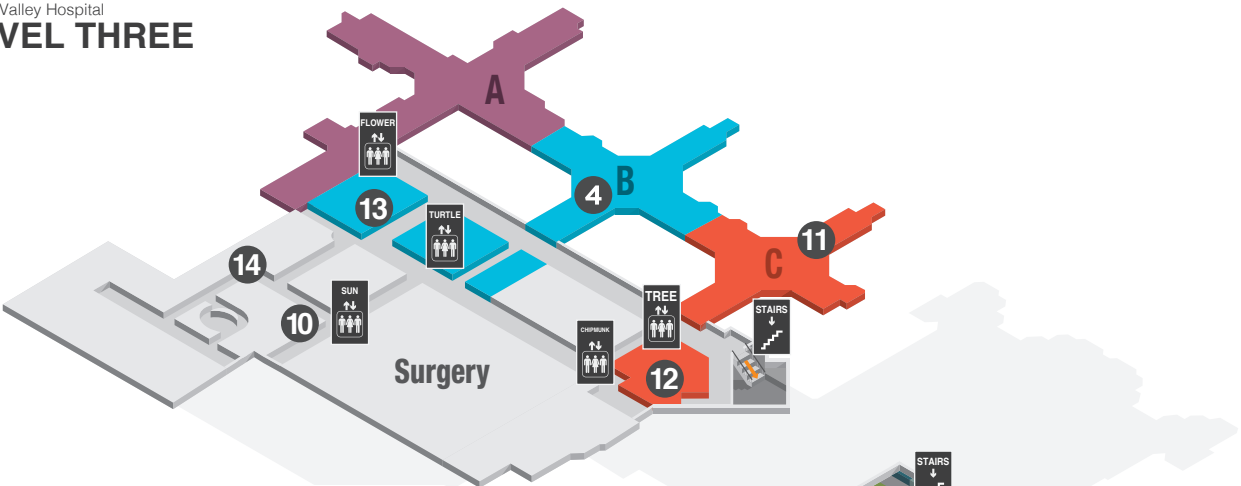 Valley Hospital
VEL THREE
A
FLOWER
B
4
13
TURTLE
11
C
14
SUN
10
TREE
STAIRS
CHIPMUNK
Surgery
12
STAIRS